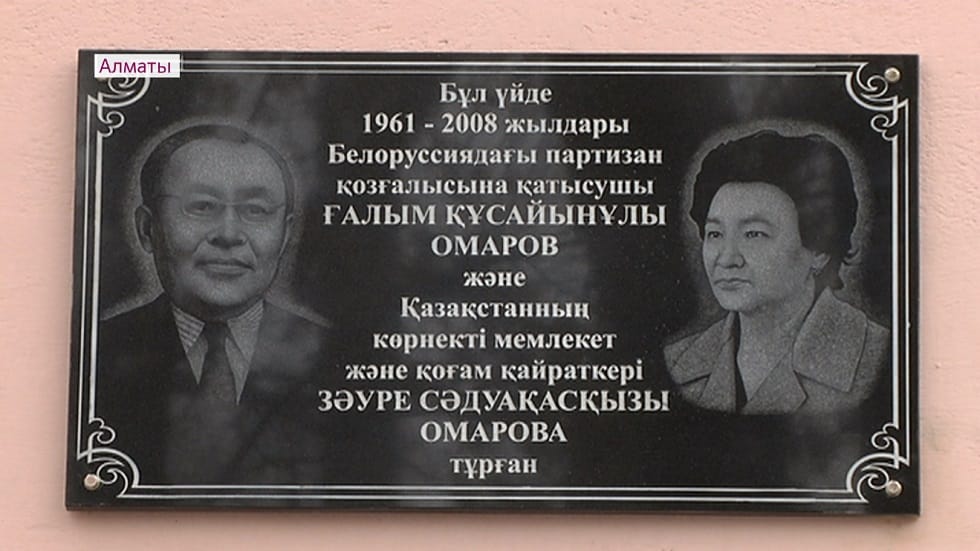 Алматы
Бұл үйде
1961 - 2008 жылдары
Белоруссиядағы партизан
қозғалысына қатысушы
ҒАЛЫМ ҚҰСАЙЫНҰЛЫ
ОМАРОВ
және
Қазақстанның
көрнекті мемлекет
және қоғам қайраткері
ЗӘУРЕ СӘДУАҚАСҚЫЗЫ
ОМАРОВА
тұрған